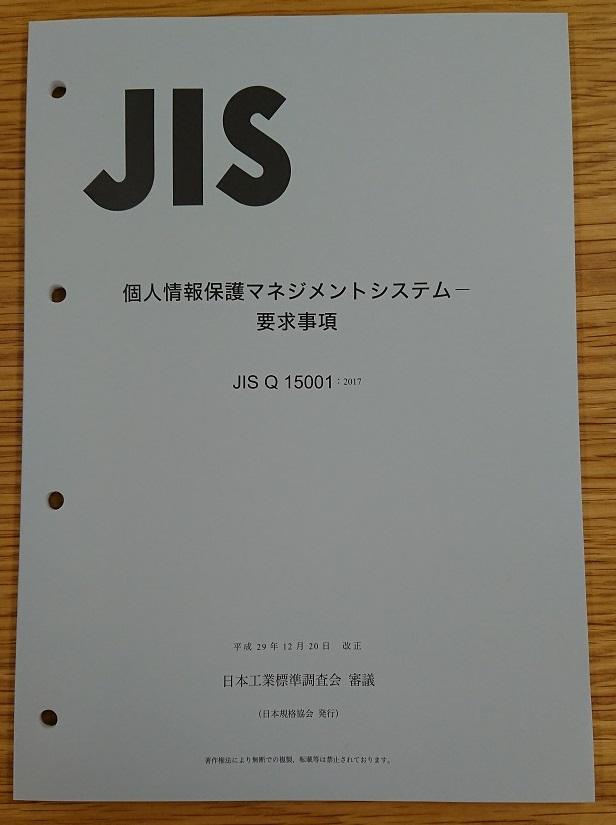 JIS
個人情報保護マネジメントシステム－
要求事項
JIS Q 15001：2017
平成 29 年 12 月 20 日　改正
日本工業標準調査会 審議
（日本規格協会 発行）
著作権法により無断での複製，転載等は禁止されております。